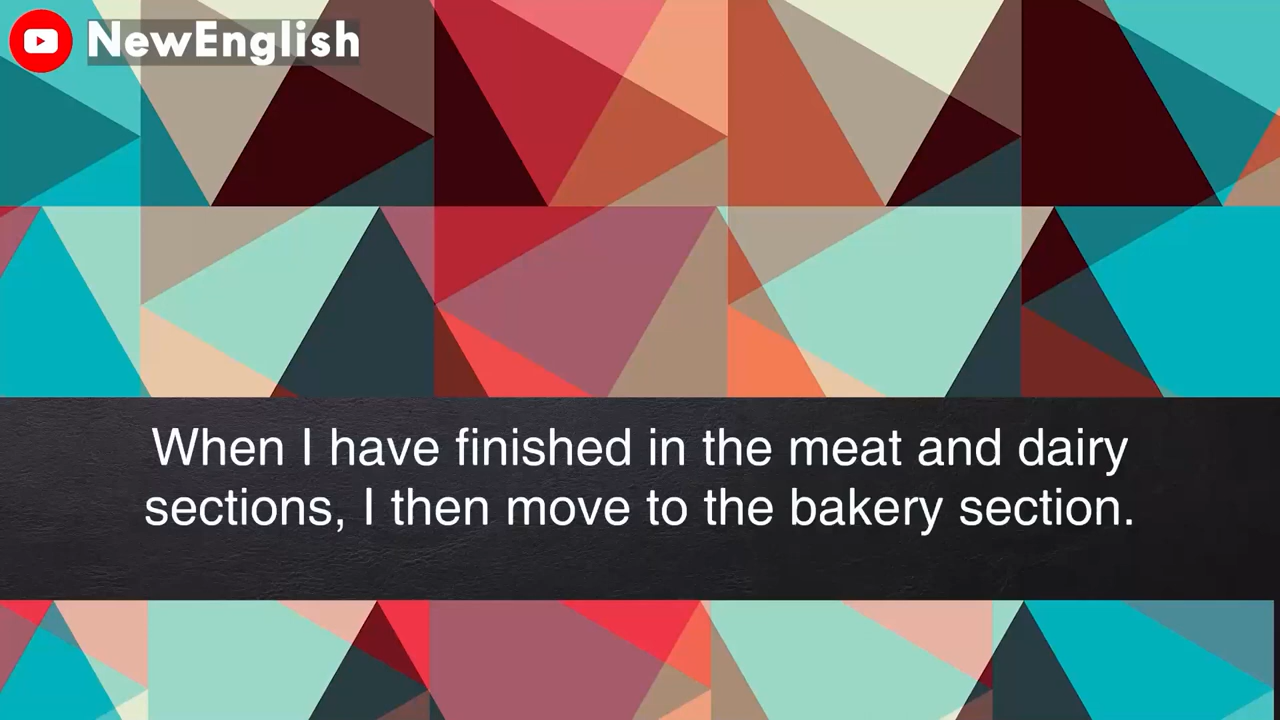 NewEnglish
When I have finished in the meat and dairy
sections, I then move to the bakery section.